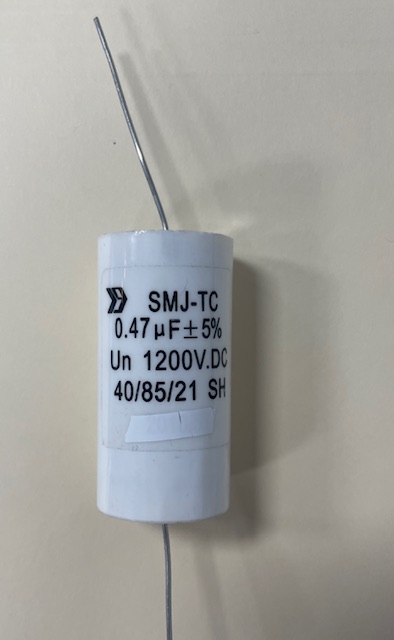 SMJ-TC
0.47µF±5%
Un 1200V.DC
40/85/21 SH